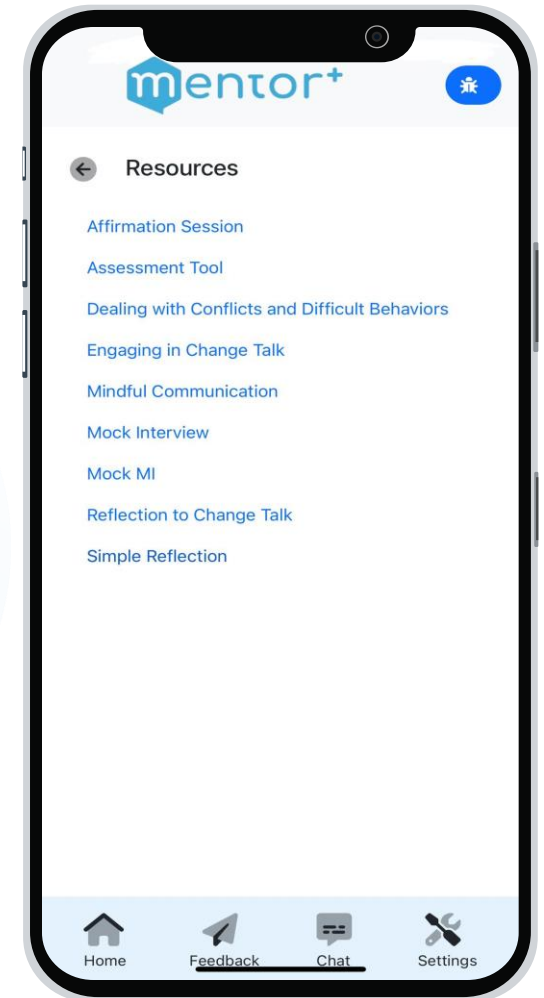 mentor+
Resources
Affirmation Session
Assessment Tool
Dealing with Conflicts and Difficult Behaviors
Engaging in Change Talk
Mindful Communication
Mock Interview
Mock MI
Reflection to Change Talk
Simple Reflection
Home Feedback Chat Settings